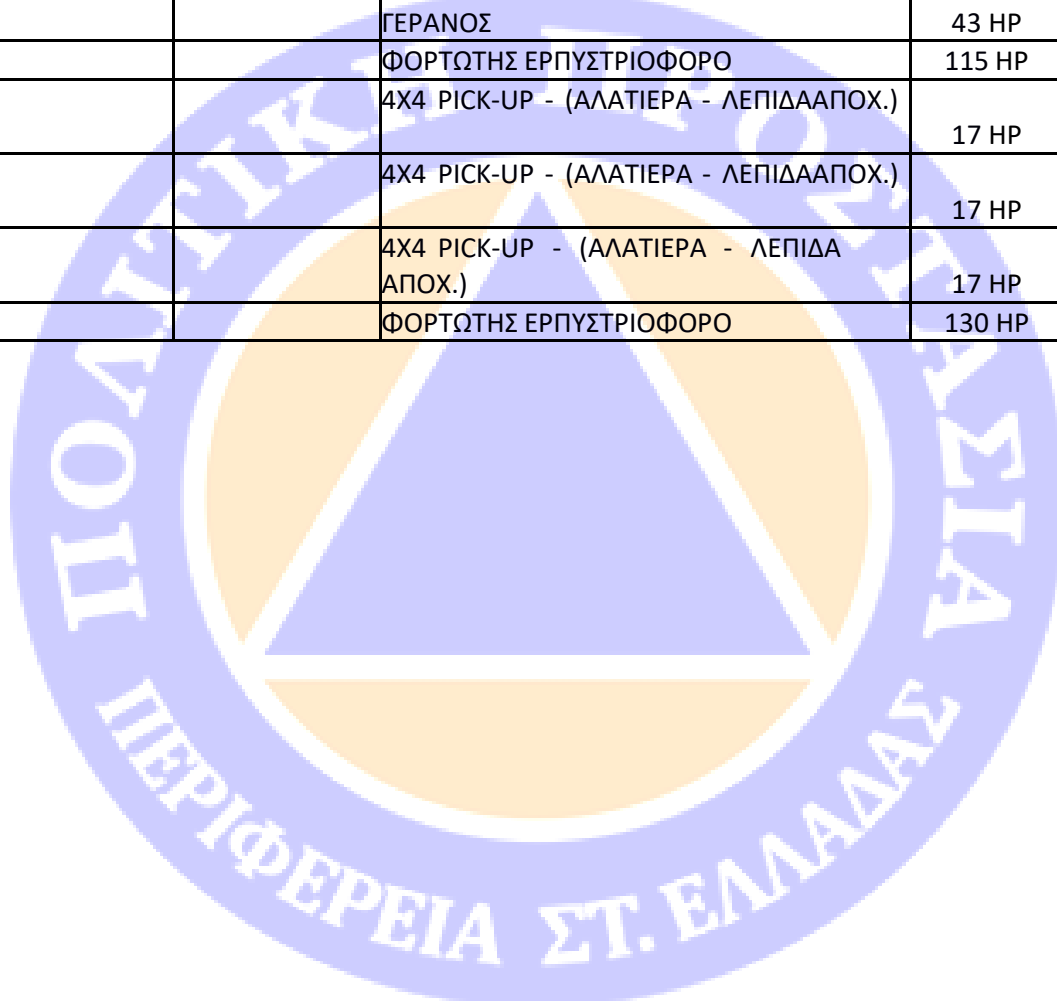 ΓΕΡΑΝΟΣ 43 HP
ΦΟΡΤΩΤΗΣ ΕΡΠΥΣΤΡΙΟΦΟΡΟ 115 HP
4X4 PICK-UP - (ΑΛΑΤΙΕΡΑ - ΛΕΠΙΔΑΑΠΟΧ.)
17 HP
4X4 PICK-UP - (ΑΛΑΤΙΕΡΑ - ΛΕΠΙΔΑΑΠΟΧ.)
17 HP
4X4 PICK-UP - (ΑΛΑΤΙΕΡΑ - ΛΕΠΙΔΑ
ΑΠΟΧ.) 17 HP
ΦΟΡΤΩΤΗΣ ΕΡΠΥΣΤΡΙΟΦΟΡΟ 130 HP
ΠΟΛΙΤΙΚΗ ΠΡΟΣΤΑΣΙΑ
ΠΕΡΙΦΕΡΕΙΑ ΣΤ. ΕΛΛΑΔΑΣ